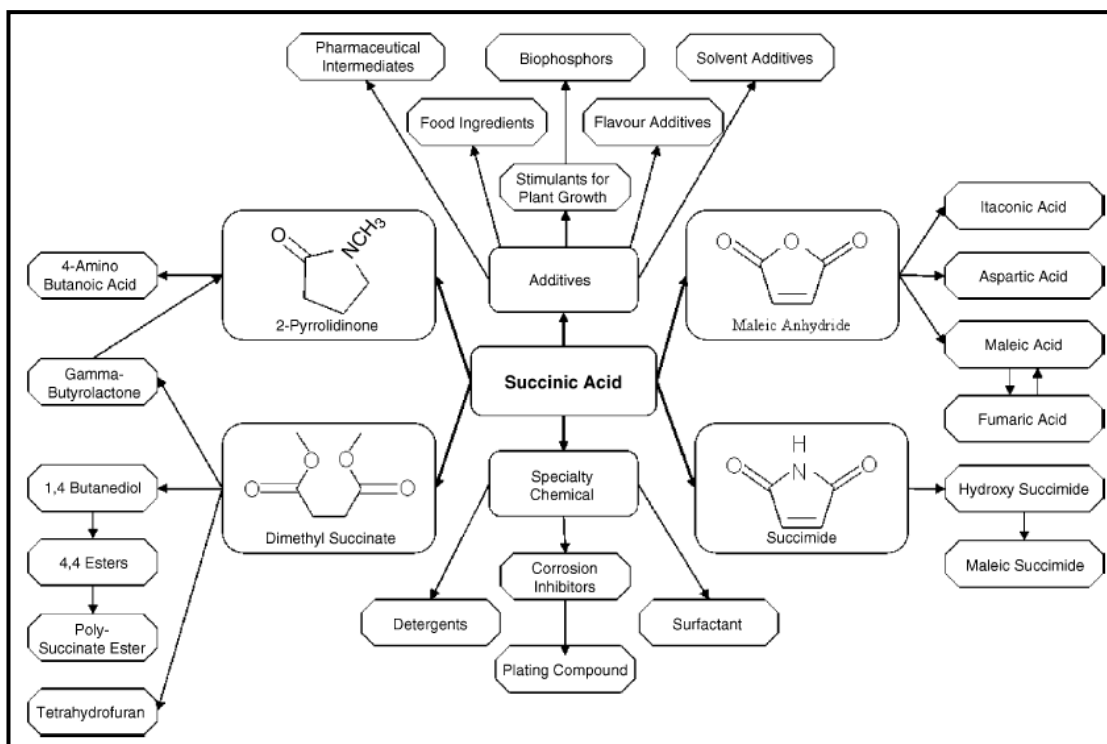 Pharmaceutical
Intermediates
Biophosphors
Solvent Additives
Food Ingredients
Flavour Additives
Stimulants for
Plant Growth
Itaconic Acid
O
NCH3
2-Pyrrolidinone
Additives
O
O
O
Maleic Anhydride
4-Amino
Butanoic Acid
Aspartic Acid
Maleic Acid
Gamma-
Butyrolactone
Succinic Acid
Fumaric Acid
O
O
O
O
Dimethyl Succinate
Specialty
Chemical
H
N
O
O
Succimide
1,4 Butanediol
Hydroxy Succimide
4,4 Esters
Maleic Succimide
Corrosion
Inhibitors
Poly-
Succinate Ester
Detergents
Surfactant
Plating Compound
Tetrahydrofuran